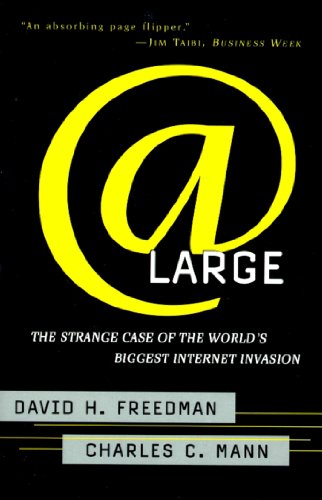 "An absorbing page flipper."
—Jim Taibi, Business Week
@
LARGE
THE STRANGE CASE OF THE WORLD'S
BIGGEST INTERNET INVASION
DAVID H. FREEDMAN
CHARLES C. MANN